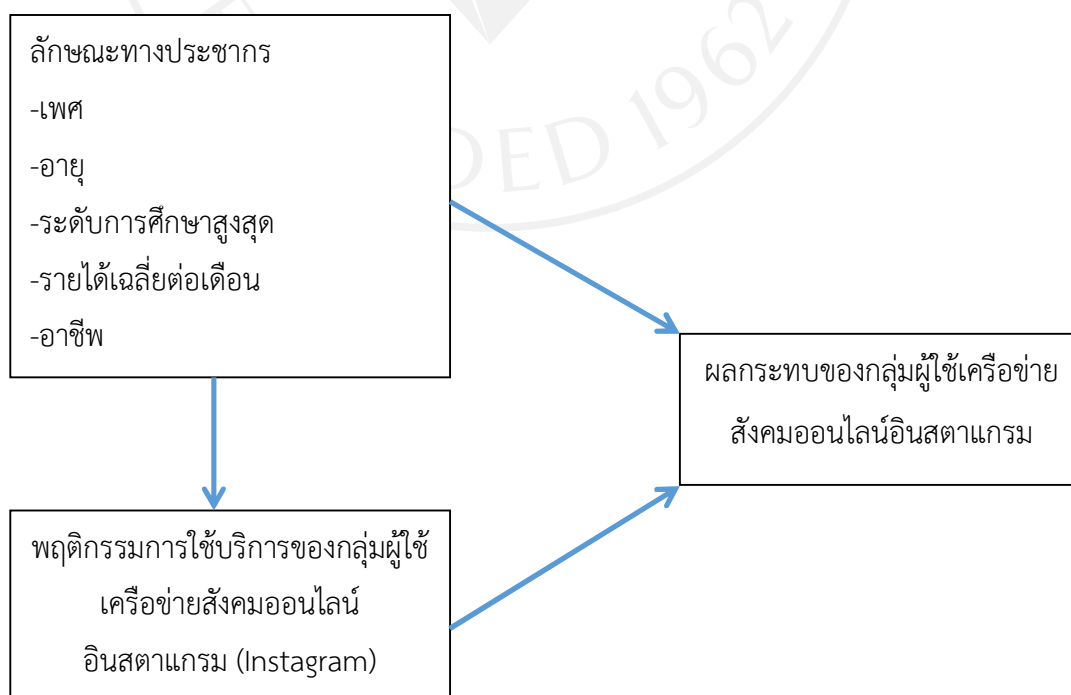 ลักษณะทางประชากร
-เพศ
-อายุ
-ระดับการศึกษาสูงสุด
-รายได้เฉลี่ยต่อเดือน
-อาชีพ
ผลกระทบของกลุ่มผู้ใช้เครือข่าย
สังคมออนไลน์อินสตาแกรม
พฤติกรรมการใช้บริการของกลุ่มผู้ใช้
เครือข่ายสังคมออนไลน์
อินสตาแกรม (Instagram)
DED 1962